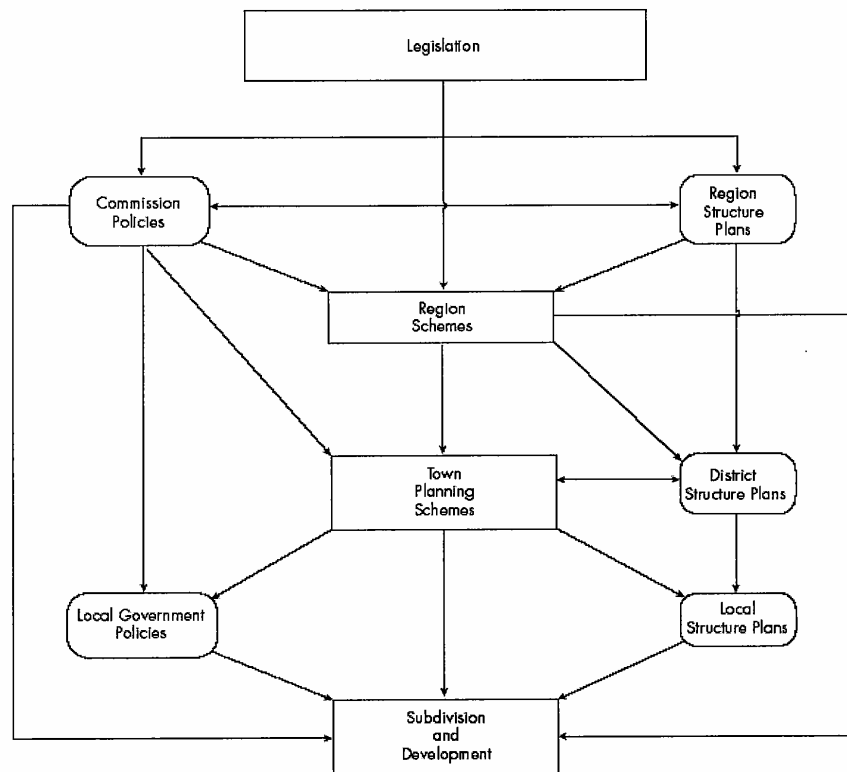 Legislation
Commission
Policies
Region
Structure
Plans
Region
Schemes
Town
Planning
Schemes
District
Structure Plans
Local Government
Policies
Local
Structure Plans
Subdivision
and
Development